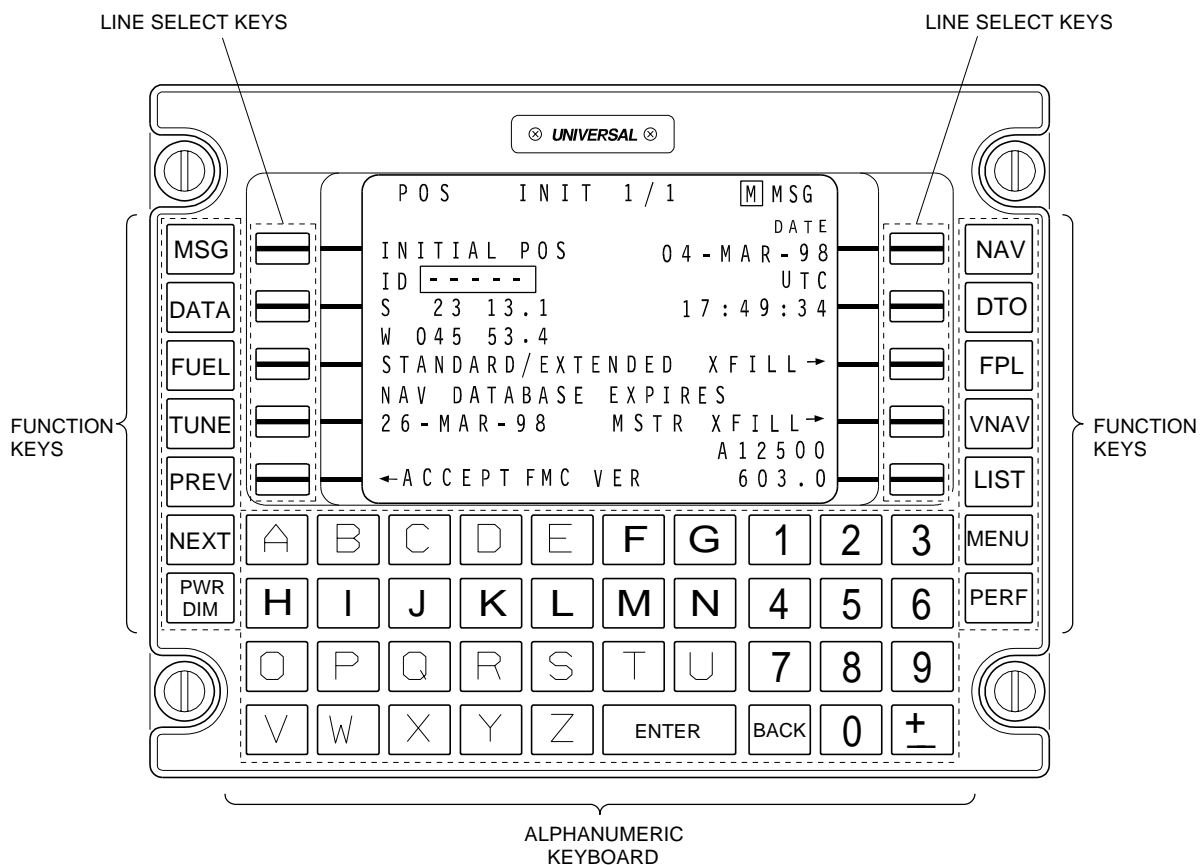 LINE SELECT KEYS
LINE SELECT KEYS
UNIVERSAL
POS INIT 1/1 M MSG
DATE
INITIAL POS 04-MAR-98
ID ----- UTC
S 23 13.1 17:49:34
W 045 53.4
STANDARD/EXTENDED XFILL→
NAV DATABASE EXPIRES
26-MAR-98 MSTR XFILL→
A12500
←ACCEPT FMC VER 603.0
FUNCTION KEYS
MSG
DATA
FUEL
TUNE
PREV
NEXT
PWR DIM
NAV
DTO
FPL
VNAV
LIST
MENU
PERF
FUNCTION KEYS
A B C D E F G 1 2 3
H I J K L M N 4 5 6
O P Q R S T U 7 8 9
V W X Y Z ENTER BACK 0 ±
ALPHANUMERIC
KEYBOARD